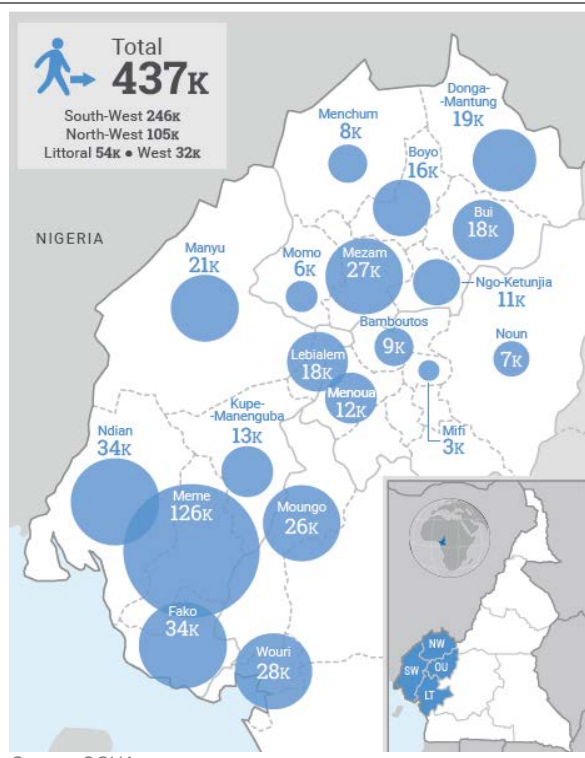 Total
437K
South-West 246K
North-West 105K
Littoral 54K ● West 32K
Donga-
-Mantung
19K
Menchum
8K
Boyo
16K
Bui
18K
NIGERIA
Manyu
21K
Momo
6K
Mezam
27K
Ngo-Ketunjia
11K
Bamboutos
9K
Noun
7K
Lebialem
18K
Menoua
12K
Mifi
3K
Kupe-
-Manenguba
13K
Ndian
34K
Meme
126K
Moungo
26K
Fako
34K
Wouri
28K
NW
SW
OU
LT